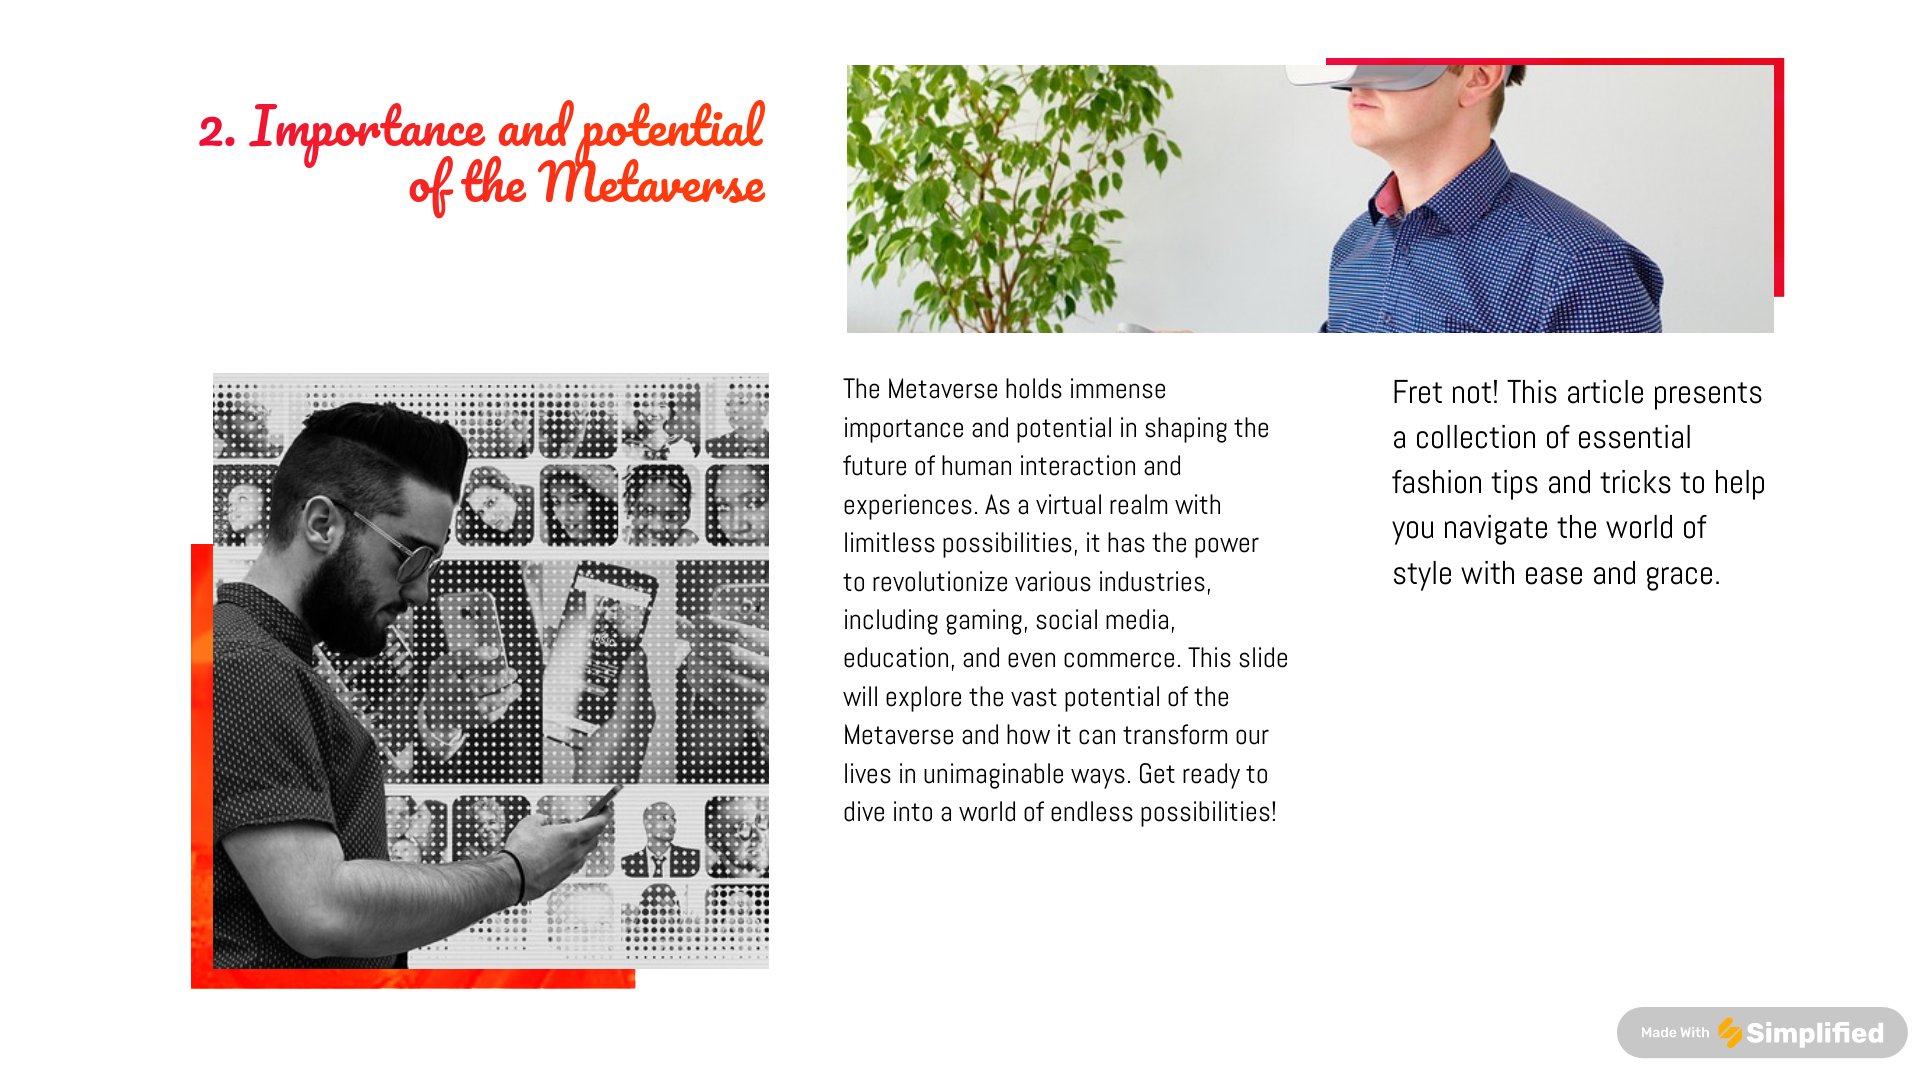 2. Importance and potential
of the Metaverse
The Metaverse holds immense
importance and potential in shaping the
future of human interaction and
experiences. As a virtual realm with
limitless possibilities, it has the power
to revolutionize various industries,
including gaming, social media,
education, and even commerce. This slide
will explore the vast potential of the
Metaverse and how it can transform our
lives in unimaginable ways. Get ready to
dive into a world of endless possibilities!
Fret not! This article presents
a collection of essential
fashion tips and tricks to help
you navigate the world of
style with ease and grace.
Made With Simplified